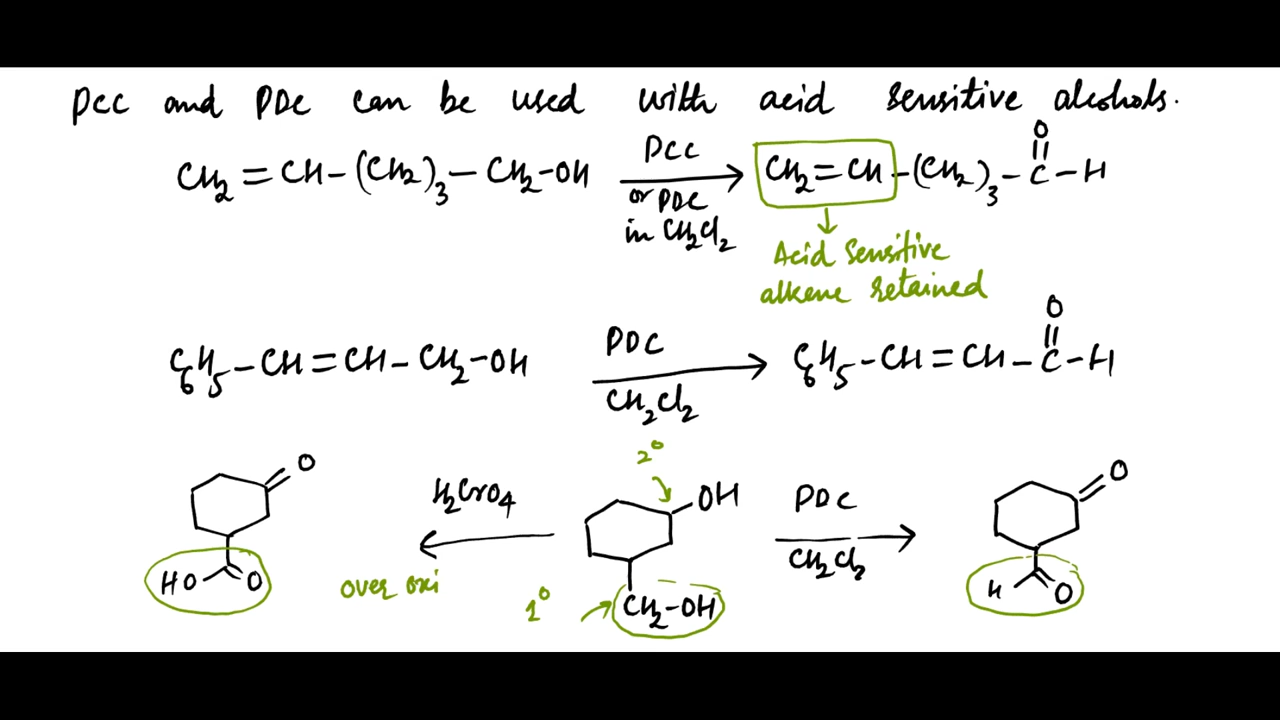 PCC and PDC can be used with acid sensitive alcohols.
CH₂=CH-(CH₂)₃-CH₂-OH PCC or PDC in CH₂Cl₂ CH₂=CH-(CH₂)₃-C-H O
Acid Sensitive
alkene retained
C₆H₅-CH=CH-CH₂-OH PDC CH₂Cl₂ C₆H₅-CH=CH-C-H O
O H₂CrO₄ 2° OH PDC O
HO O over oxi 1° CH₂-OH CH₂Cl₂ H O